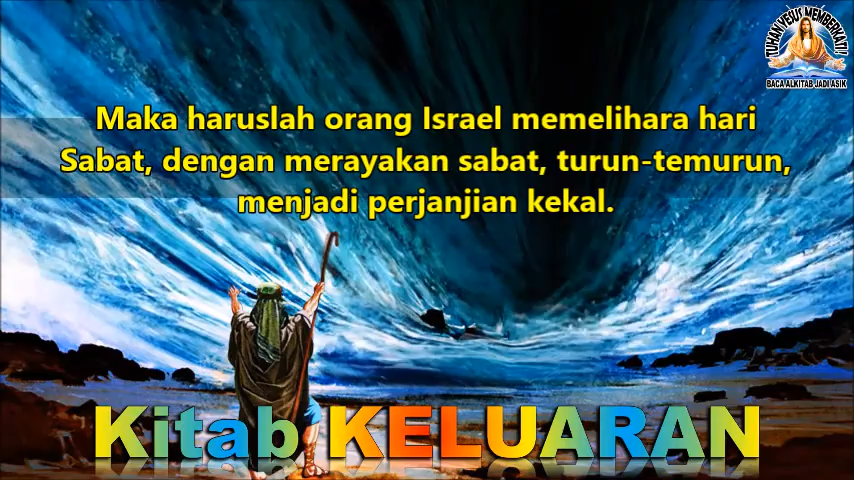 TUHAN YESUS MEMBERKATI!
BACA ALKITAB JADI ASIK
Maka haruslah orang Israel memelihara hari
Sabat, dengan merayakan sabat, turun-temurun,
menjadi perjanjian kekal.
Kitab KELUARAN